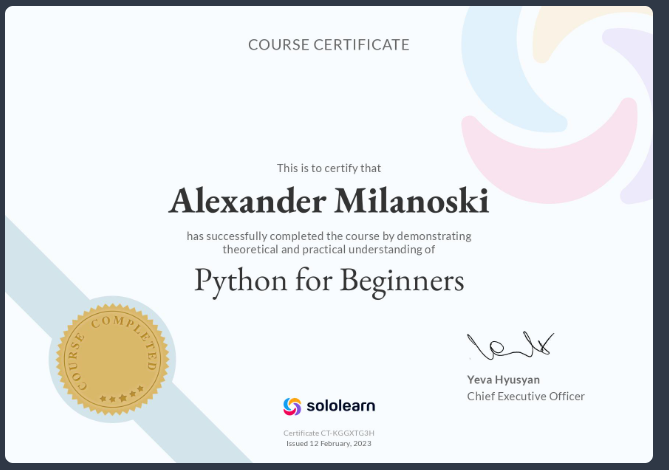 COURSE CERTIFICATE
This is to certify that
Alexander Milanoski
has successfully completed the course by demonstrating
theoretical and practical understanding of
Python for Beginners
COURSE COMPLETED
Yeva Hyusyan
Chief Executive Officer
sololearn
Certificate CT-KGGXTG3H
Issued 12 February, 2023